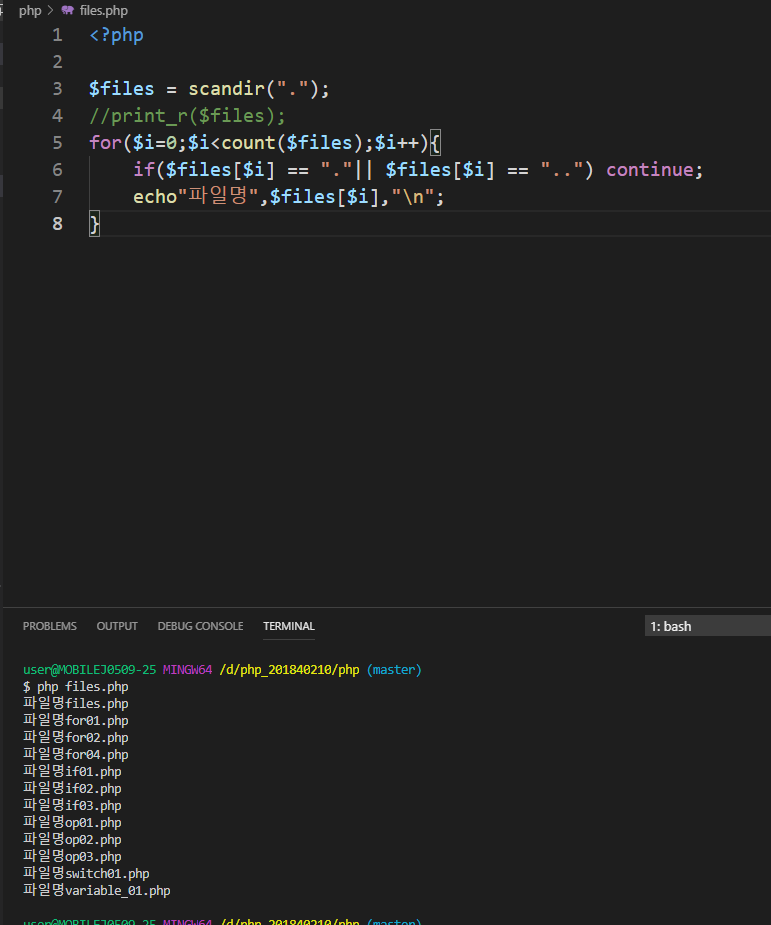 php > files.php
1 <?php
2
3 $files = scandir(".");
4 //print_r($files);
5 for($i=0;$i<count($files);$i++){
6 if($files[$i] == "."|| $files[$i] == "..") continue;
7 echo"파일명",$files[$i],"\n";
8 }
PROBLEMS OUTPUT DEBUG CONSOLE TERMINAL 1: bash
user@MOBILEJ0509-25 MINGW64 /d/php_201840210/php (master)
$ php files.php
파일명files.php
파일명for01.php
파일명for02.php
파일명for04.php
파일명if01.php
파일명if02.php
파일명if03.php
파일명op01.php
파일명op02.php
파일명op03.php
파일명switch01.php
파일명variable_01.php
user@MOBILEJ0509-25 MINGW64 /d/php_201840210/php (master)